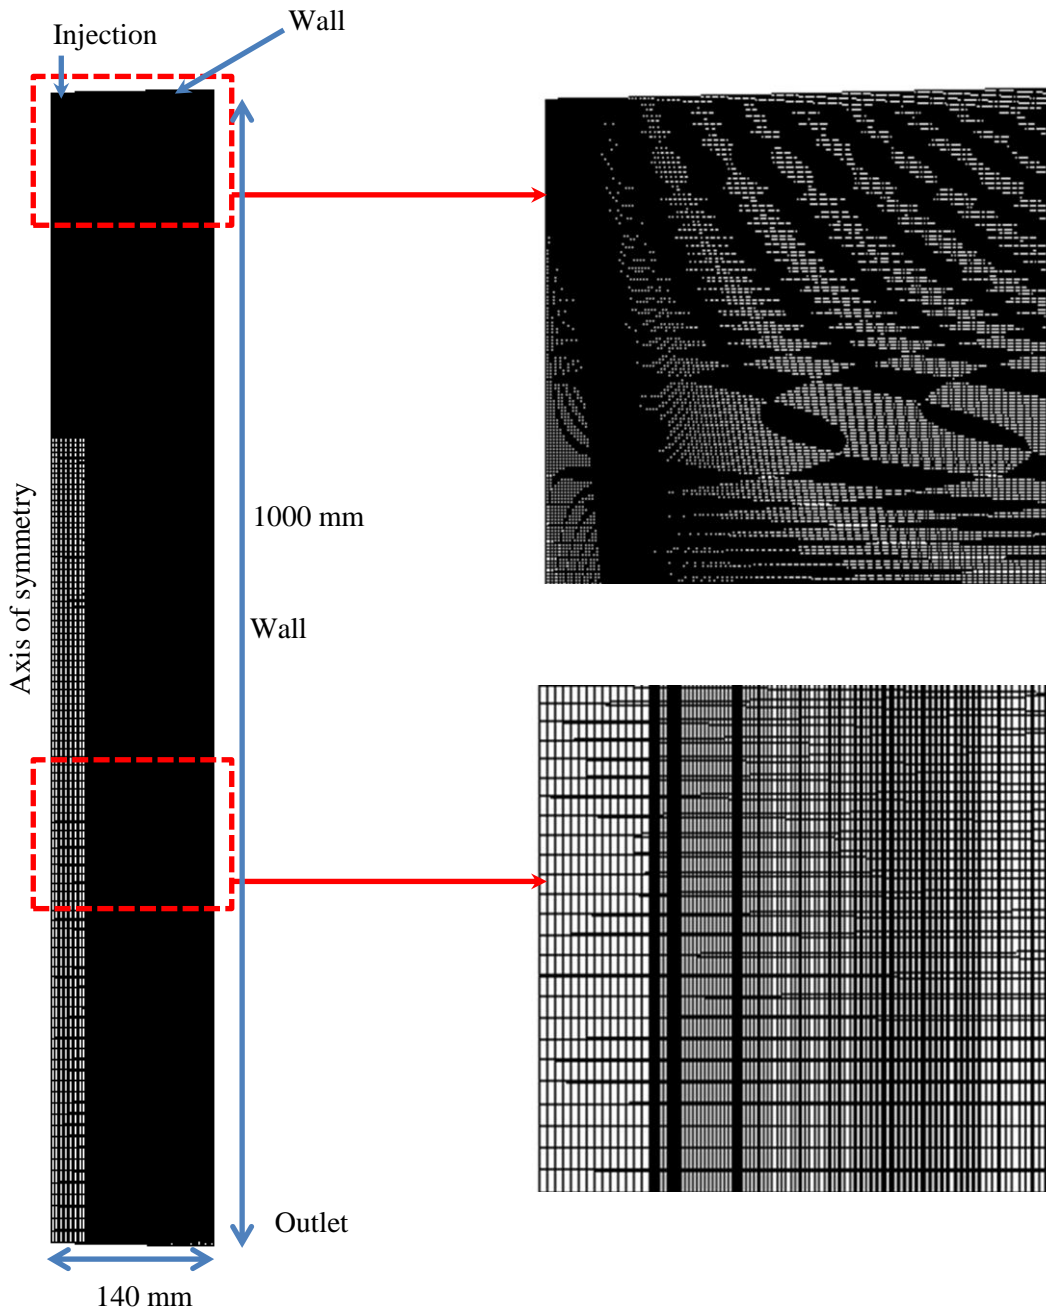 Wall
Injection
Axis of symmetry
1000 mm
Wall
Outlet
140 mm